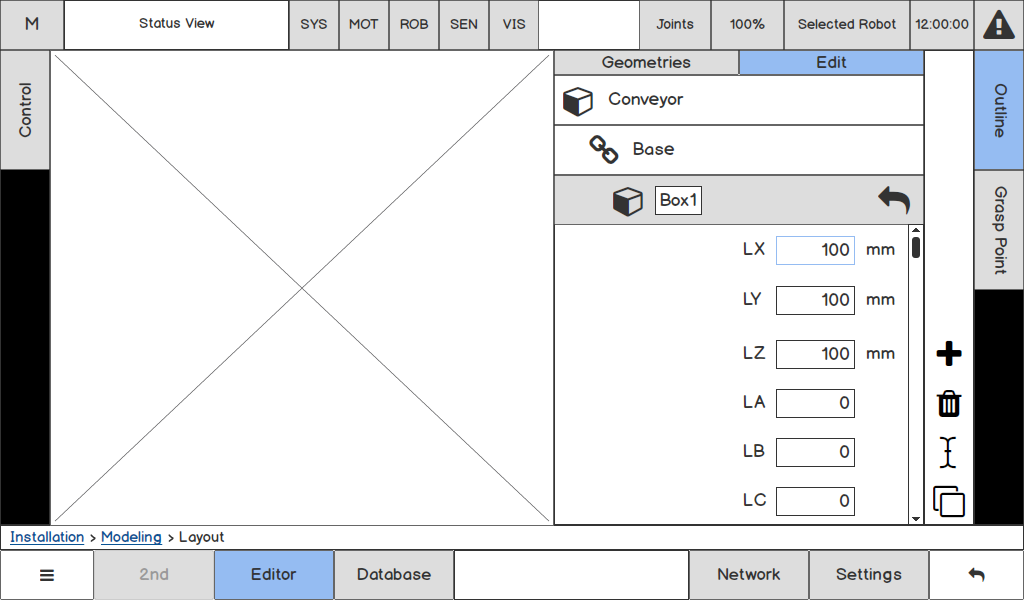 M
Status View
SYS
MOT
ROB
SEN
VIS
Joints
100%
Selected Robot
12:00:00
Control
Geometries
Edit
Conveyor
Base
Box1
LX 100 mm
LY 100 mm
LZ 100 mm
LA 0
LB 0
LC 0
Outline
Grasp Point
Installation > Modeling > Layout
2nd
Editor
Database
Network
Settings